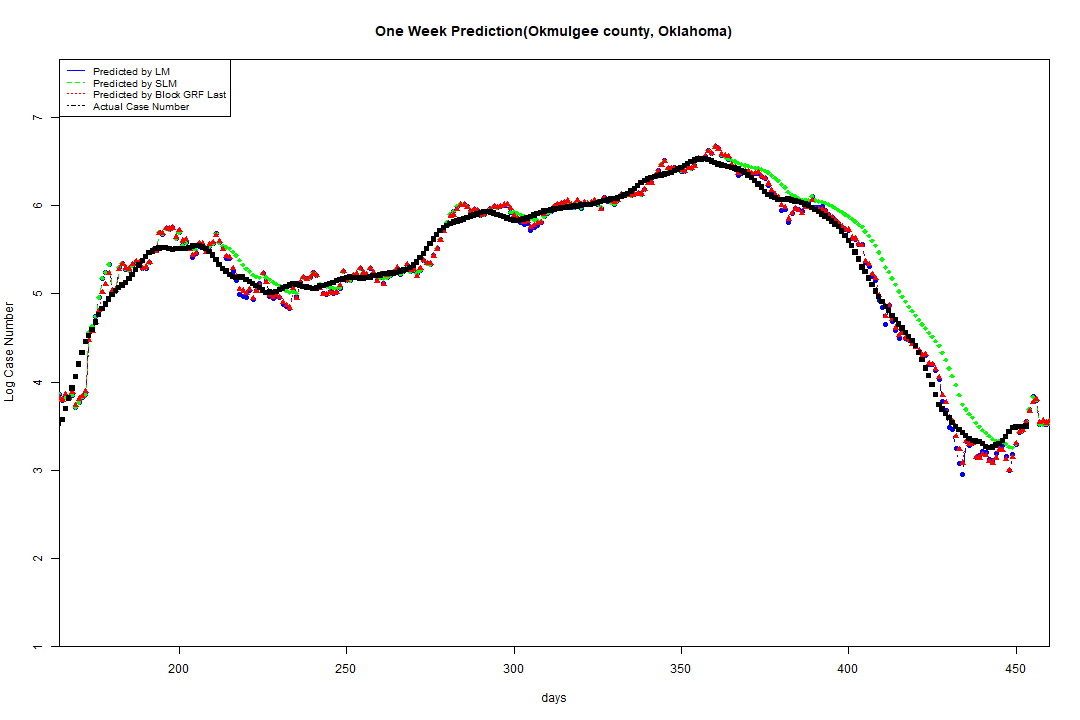 One Week Prediction(Okmulgee county, Oklahoma)
Predicted by LM
Predicted by SLM
Predicted by Block GRF Last
Actual Case Number
7
6
5
4
3
2
1
Log Case Number
200 250 300 350 400 450
days